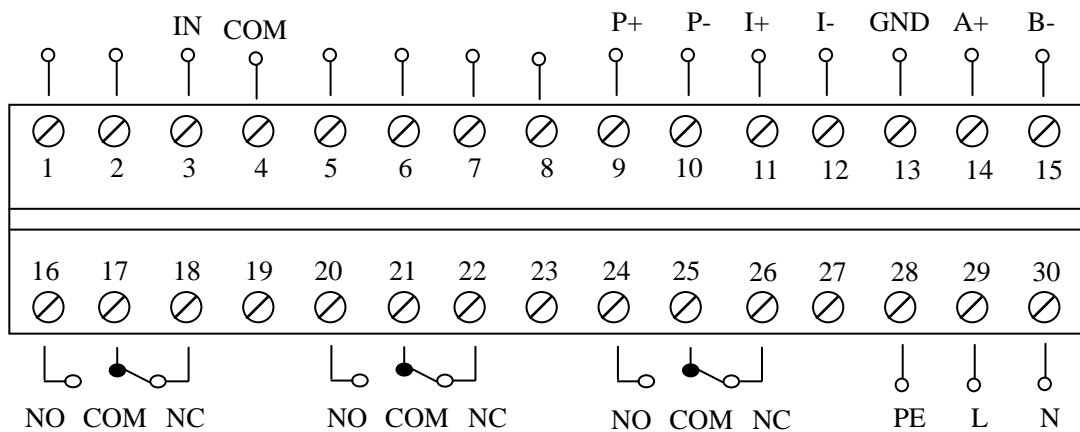 IN COM P+ P- I+ I- GND A+ B-
1 2 3 4 5 6 7 8 9 10 11 12 13 14 15
16 17 18 19 20 21 22 23 24 25 26 27 28 29 30
NO COM NC NO COM NC NO COM NC PE L N